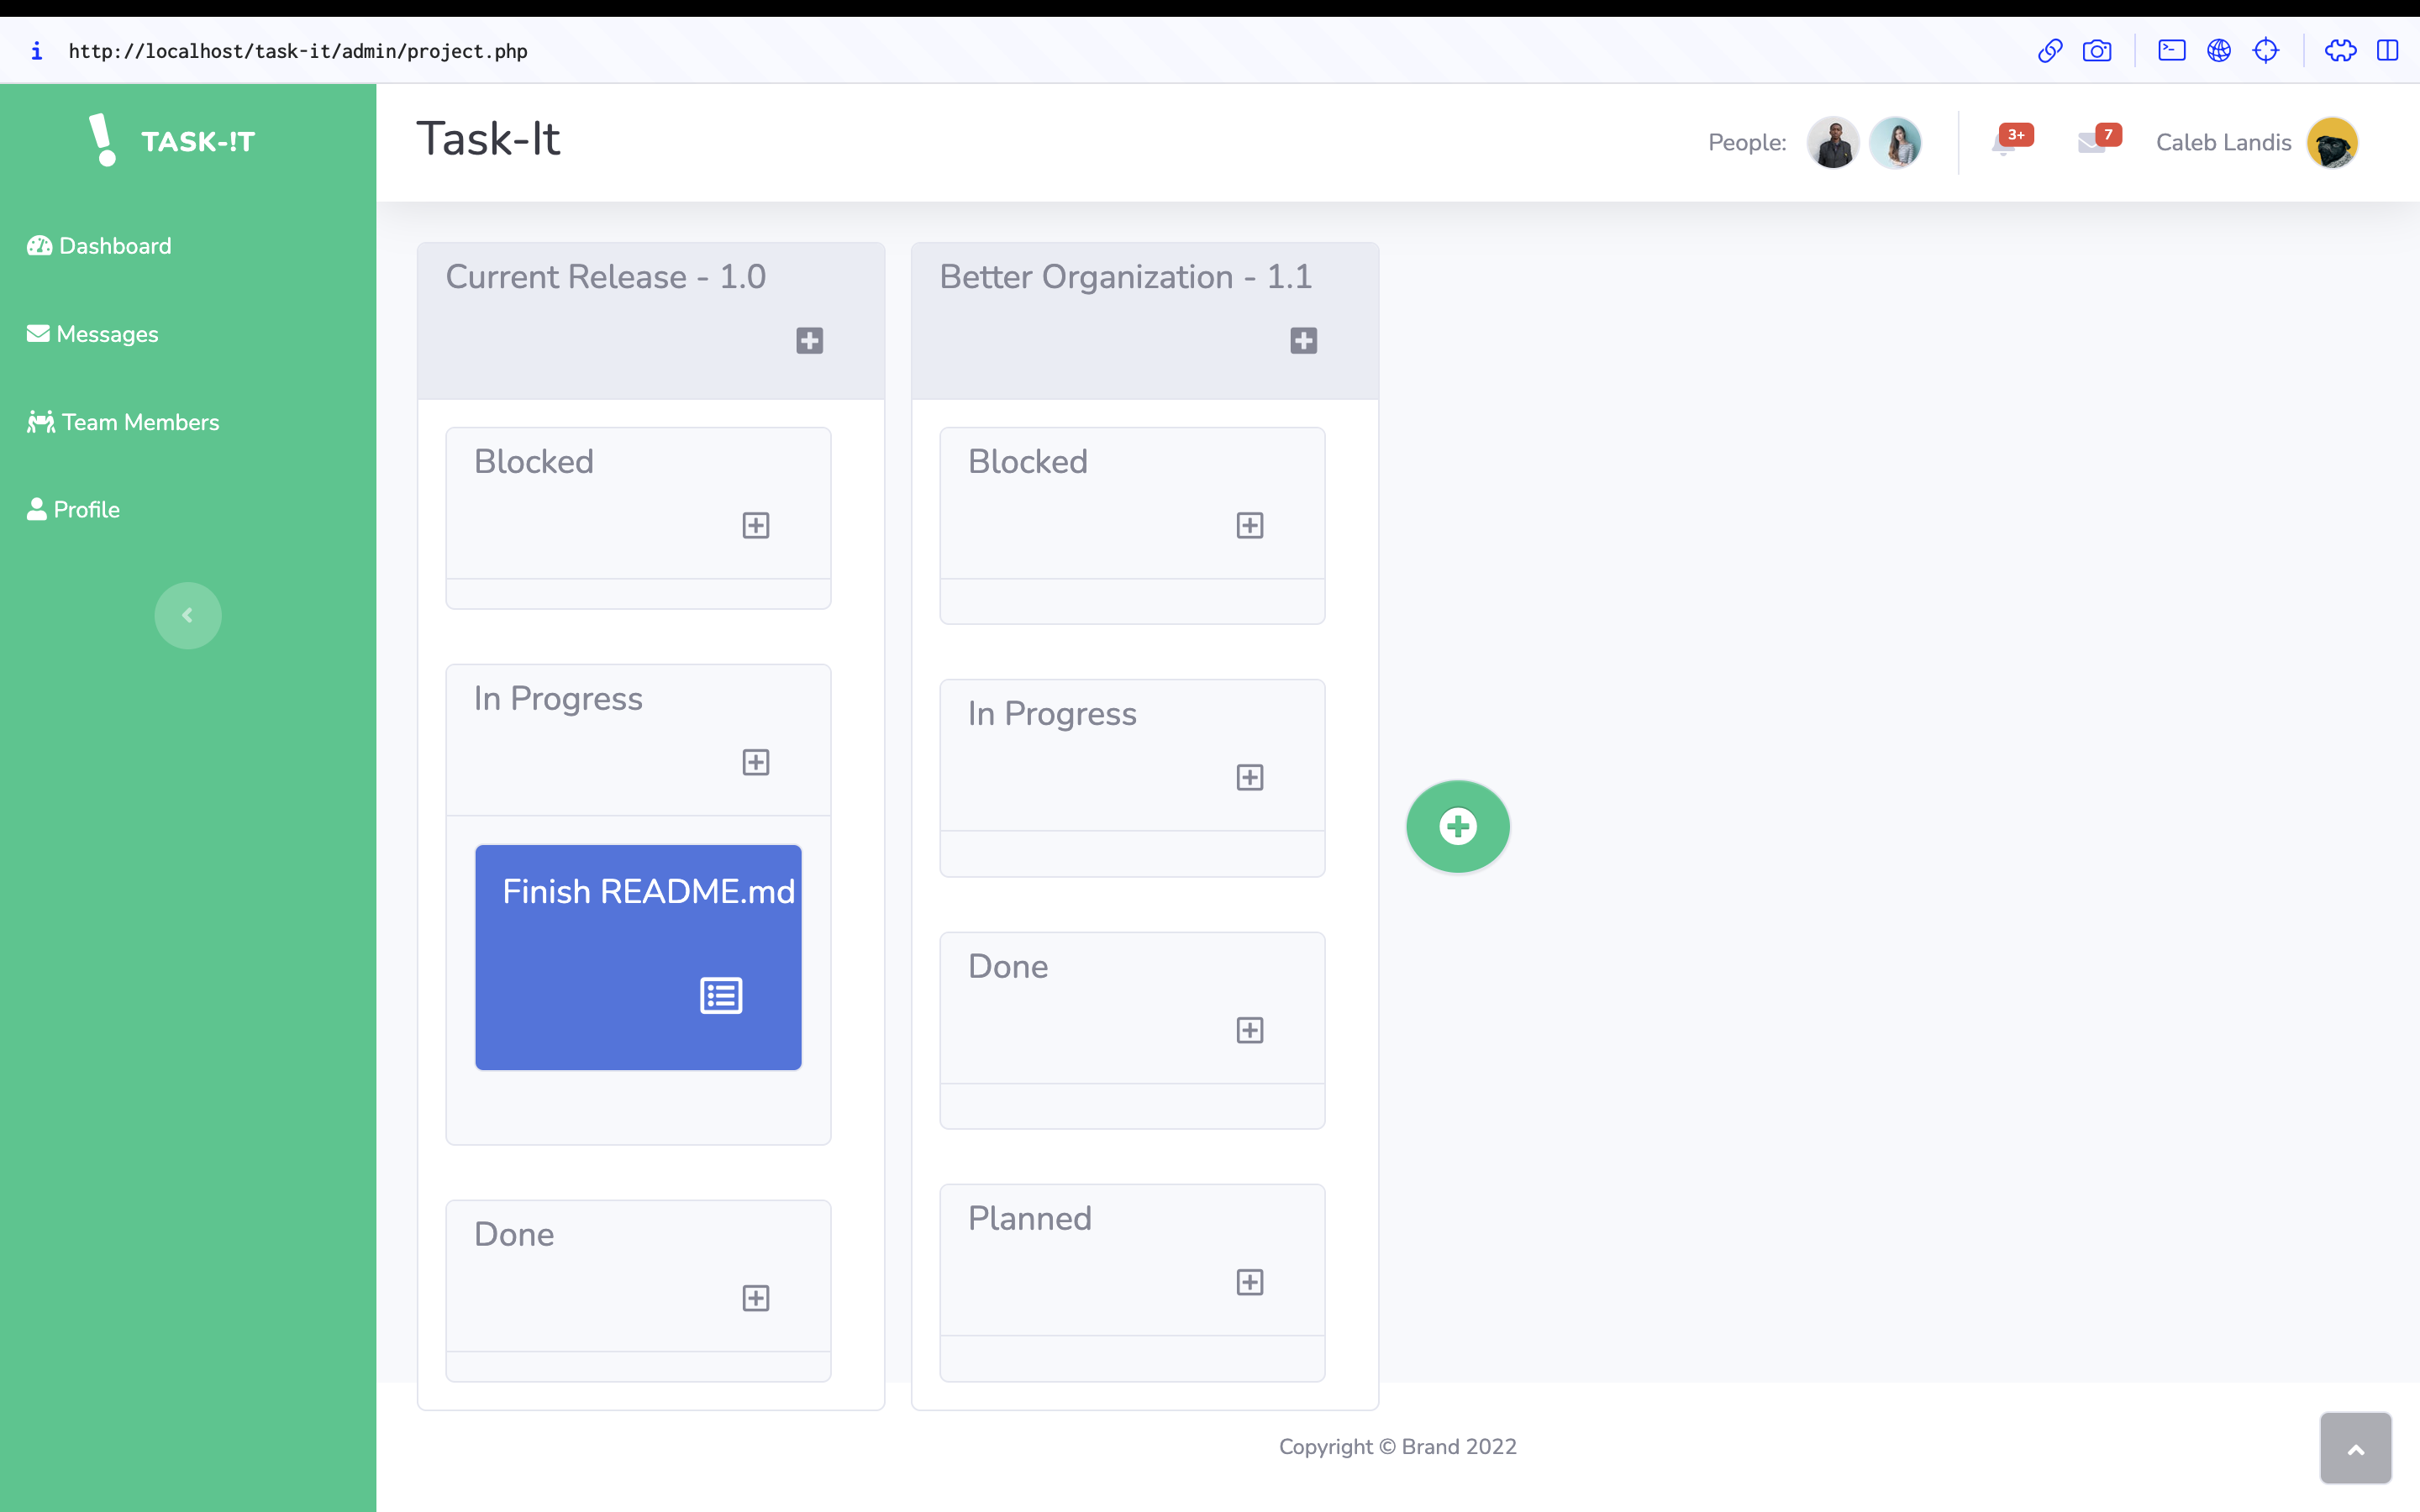 http://localhost/task-it/admin/project.php
TASK-!T
Dashboard
Messages
Team Members
Profile
Task-It
People:
3+
7
Caleb Landis
Current Release - 1.0
Blocked
In Progress
Finish README.md
Done
Better Organization - 1.1
Blocked
In Progress
Done
Planned
Copyright © Brand 2022